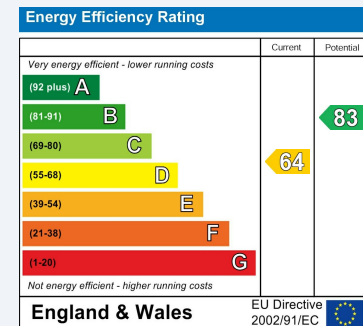 Energy Efficiency Rating
Current Potential
Very energy efficient - lower running costs
(92 plus) A
(81-91) B
83
(69-80) C
64
(55-68) D
(39-54) E
(21-38) F
(1-20) G
Not energy efficient - higher running costs
England & Wales
EU Directive
2002/91/EC